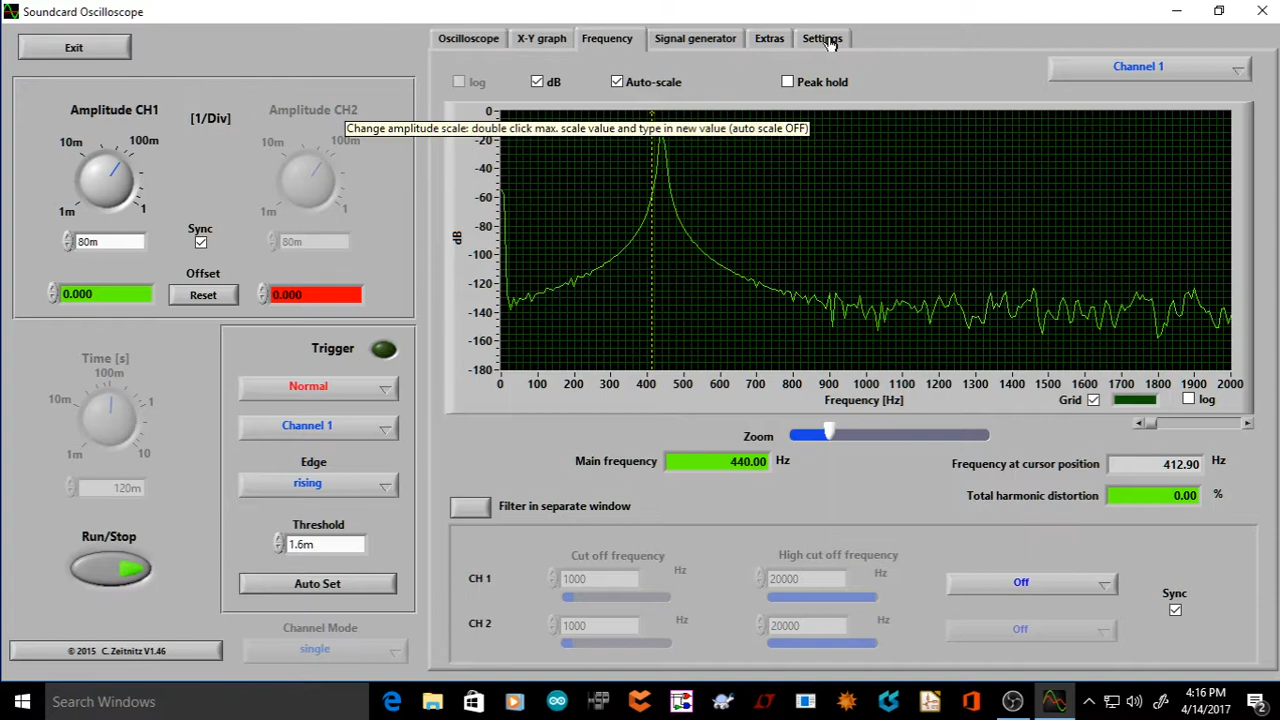 Soundcard Oscilloscope
Exit
Oscilloscope X-Y graph Frequency Signal generator Extras Settings
log dB Auto-scale Peak hold Channel 1
Amplitude CH1 [1/Div] Amplitude CH2
Change amplitude scale: double click max. scale value and type in new value (auto scale OFF)
10m 100m 10m 100m
1m 1 1m 1
Sync
80m 80m
Offset
0.000 Reset 0.000
0
-20
-40
-60
-80
-100
-120
-140
-160
-180
dB
0 100 200 300 400 500 600 700 800 900 1000 1100 1200 1300 1400 1500 1600 1700 1800 1900 2000
Frequency [Hz] Grid log
Time [s]
100m
10m 1
1m 10
120m
Run/Stop
Trigger
Normal
Channel 1
Edge
rising
Threshold
1.6m
Auto Set
Channel Mode
single
© 2015 C. Zeitnitz V1.46
Zoom
Main frequency 440.00 Hz
Frequency at cursor position 412.90 Hz
Total harmonic distortion 0.00 %
Filter in separate window
Cut off frequency High cut off frequency
CH 1 1000 Hz 20000 Hz Off
Sync
CH 2 1000 Hz 20000 Hz Off
Search Windows
4:16 PM
4/14/2017
2